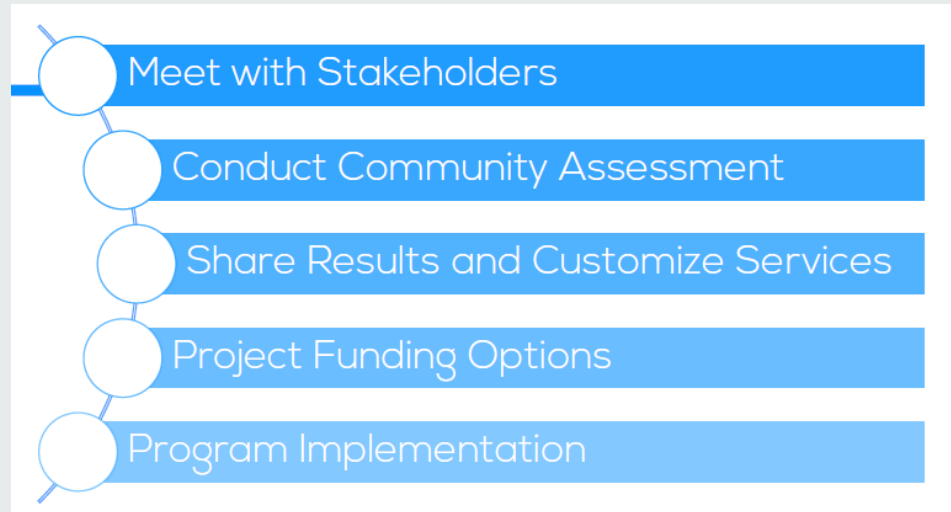 Meet with Stakeholders
Conduct Community Assessment
Share Results and Customize Services
Project Funding Options
Program Implementation